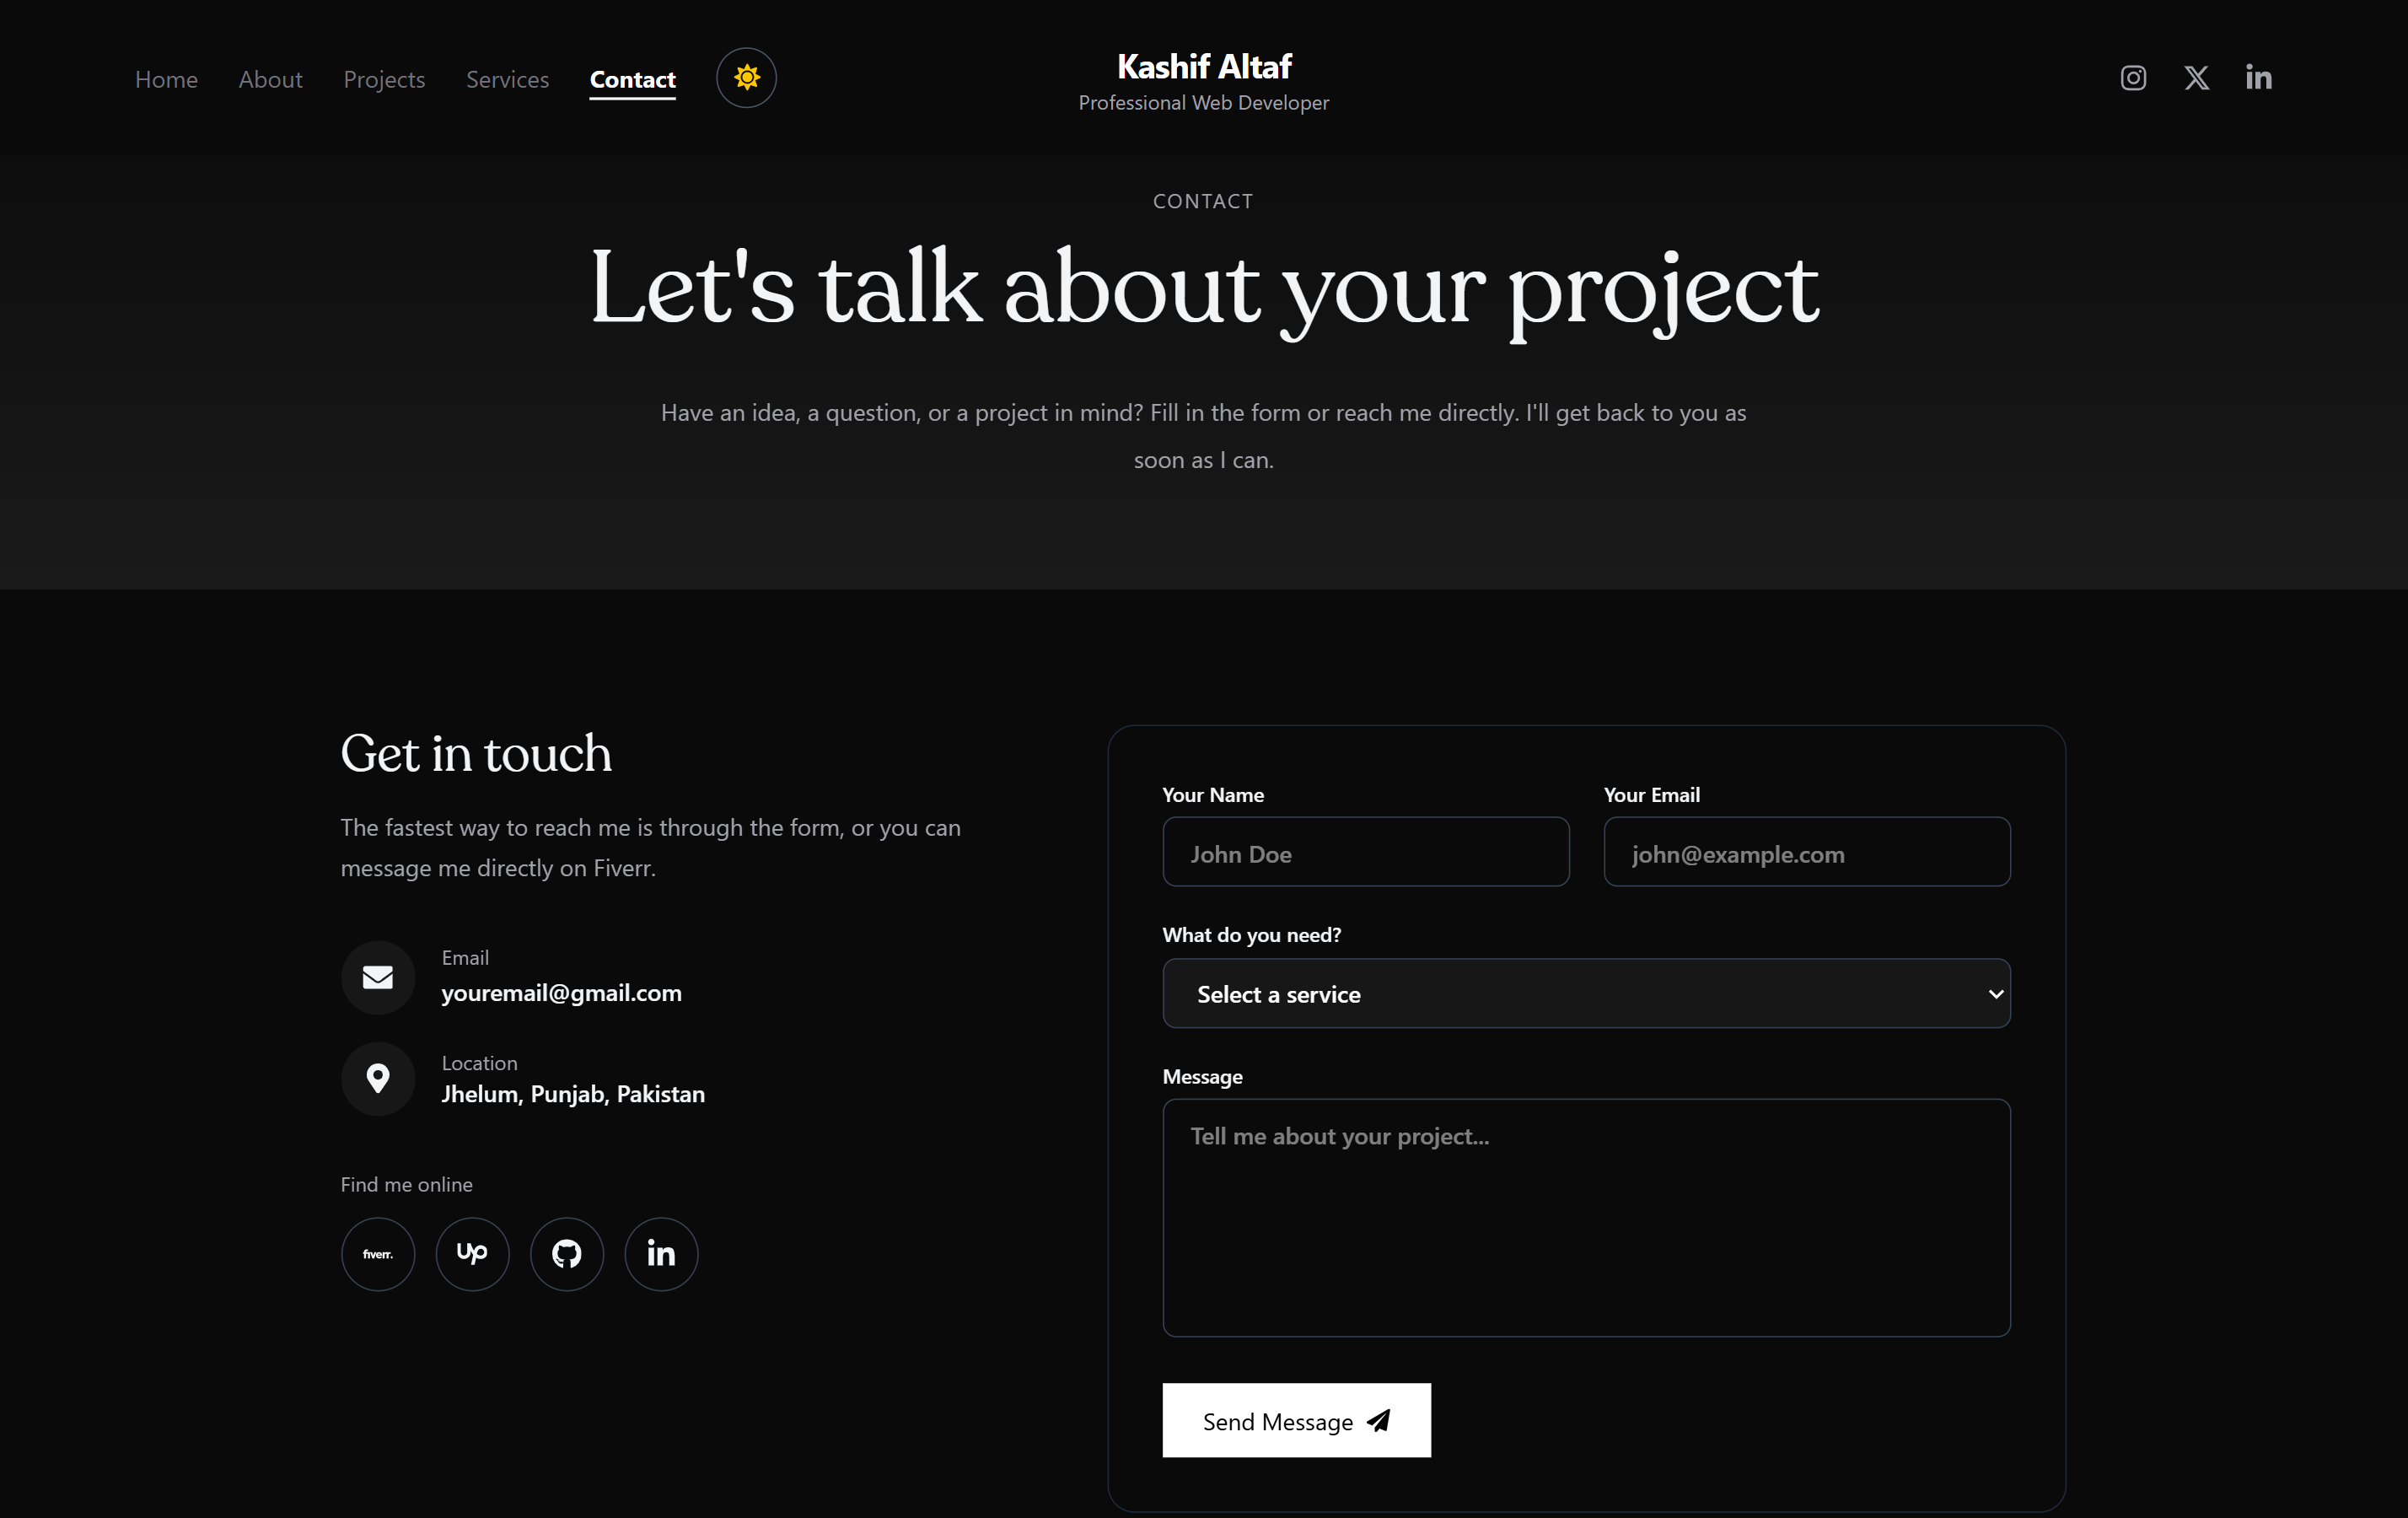 Home About Projects Services Contact
Kashif Altaf
Professional Web Developer
CONTACT
Let's talk about your project
Have an idea, a question, or a project in mind? Fill in the form or reach me directly. I'll get back to you as
soon as I can.
Get in touch
The fastest way to reach me is through the form, or you can
message me directly on Fiverr.
Email
youremail@gmail.com
Location
Jhelum, Punjab, Pakistan
Find me online
fiverr.
up
in
Your Name
Your Email
John Doe
john@example.com
What do you need?
Select a service
Message
Tell me about your project...
Send Message